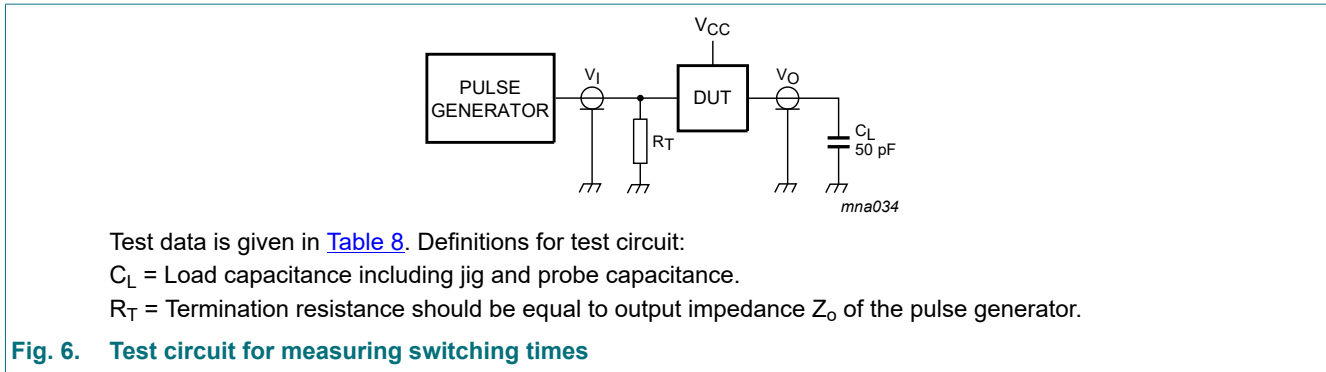 VCC
PULSE
GENERATOR
VI
RT
DUT
VO
CL
50 pF
mna034
Test data is given in Table 8. Definitions for test circuit:
CL = Load capacitance including jig and probe capacitance.
RT = Termination resistance should be equal to output impedance Zo of the pulse generator.
Fig. 6. Test circuit for measuring switching times